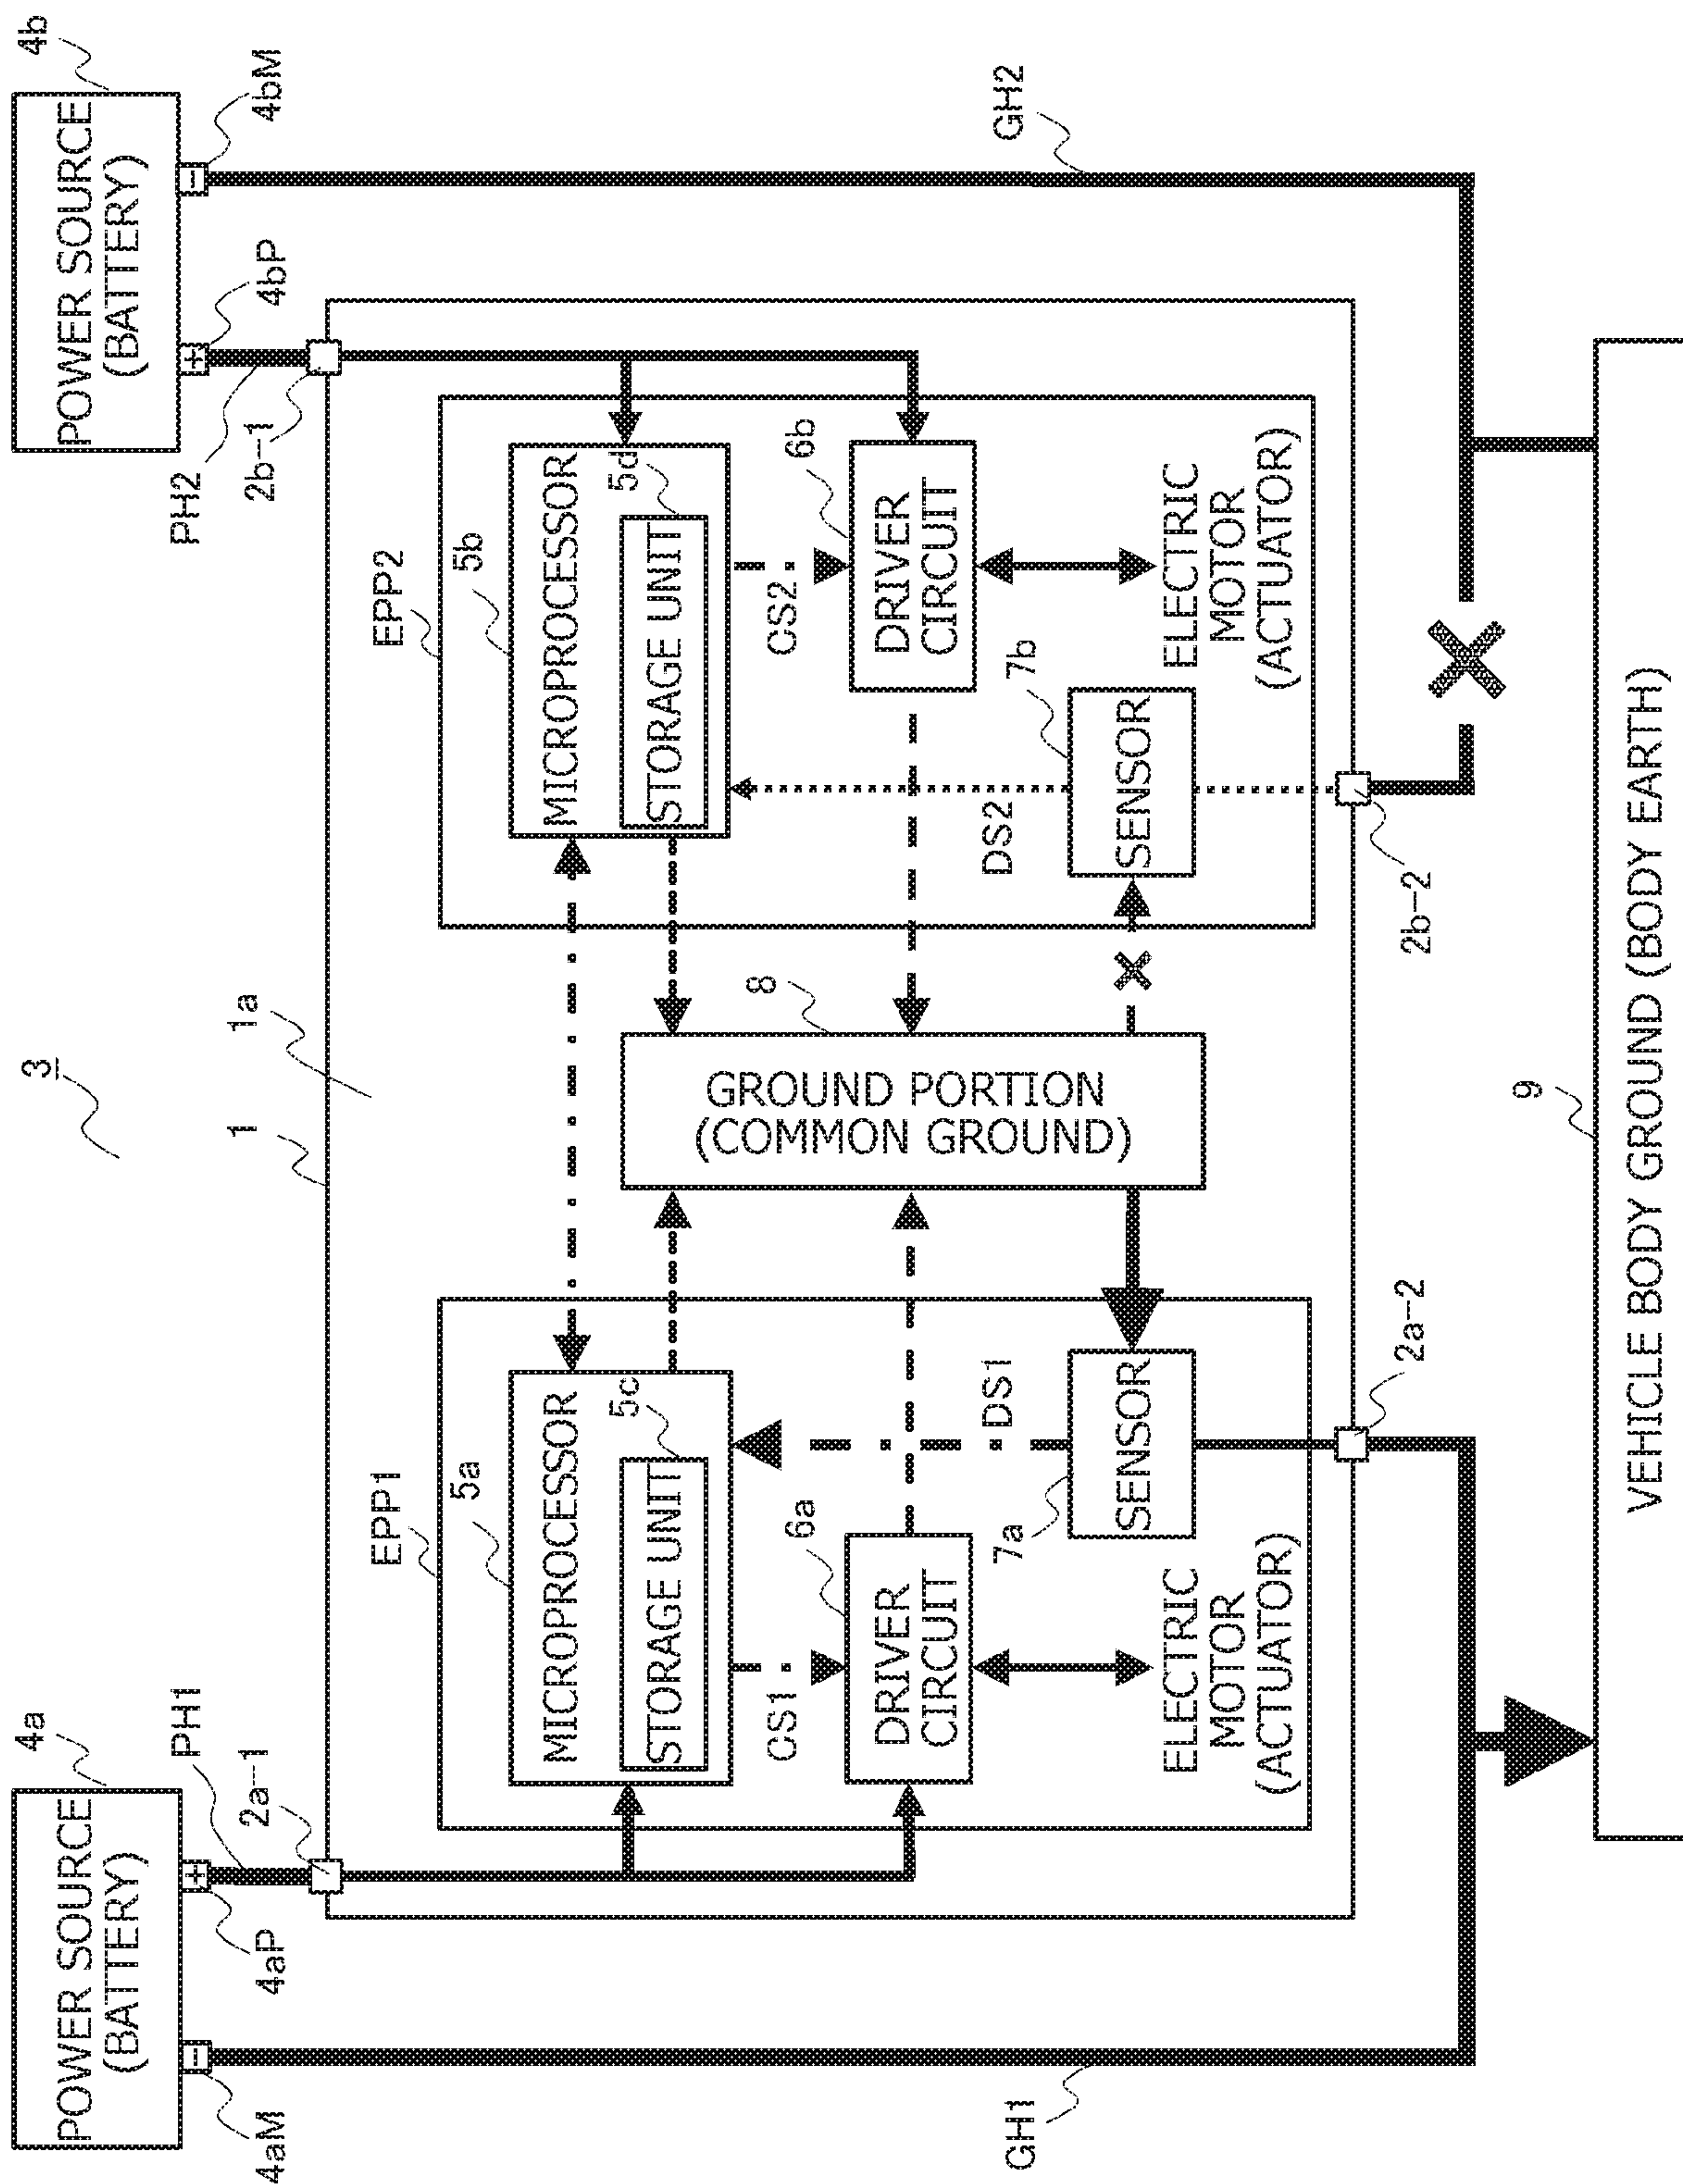 3
4a
POWER SOURCE
(BATTERY)
4aM
4aP
PH1
2a-1
4b
POWER SOURCE
(BATTERY)
4bM
4bP
PH2
2b-1
1
1a
EPP1
5a
MICROPROCESSOR
5c
STORAGE UNIT
CS1
6a
DRIVER
CIRCUIT
DS1
7a
SENSOR
ELECTRIC
MOTOR
(ACTUATOR)
2a-2
8
GROUND PORTION
(COMMON GROUND)
EPP2
5b
MICROPROCESSOR
5d
STORAGE UNIT
CS2
6b
DRIVER
CIRCUIT
DS2
7b
SENSOR
ELECTRIC
MOTOR
(ACTUATOR)
2b-2
GH1
GH2
9
VEHICLE BODY GROUND (BODY EARTH)
+
−
+
−